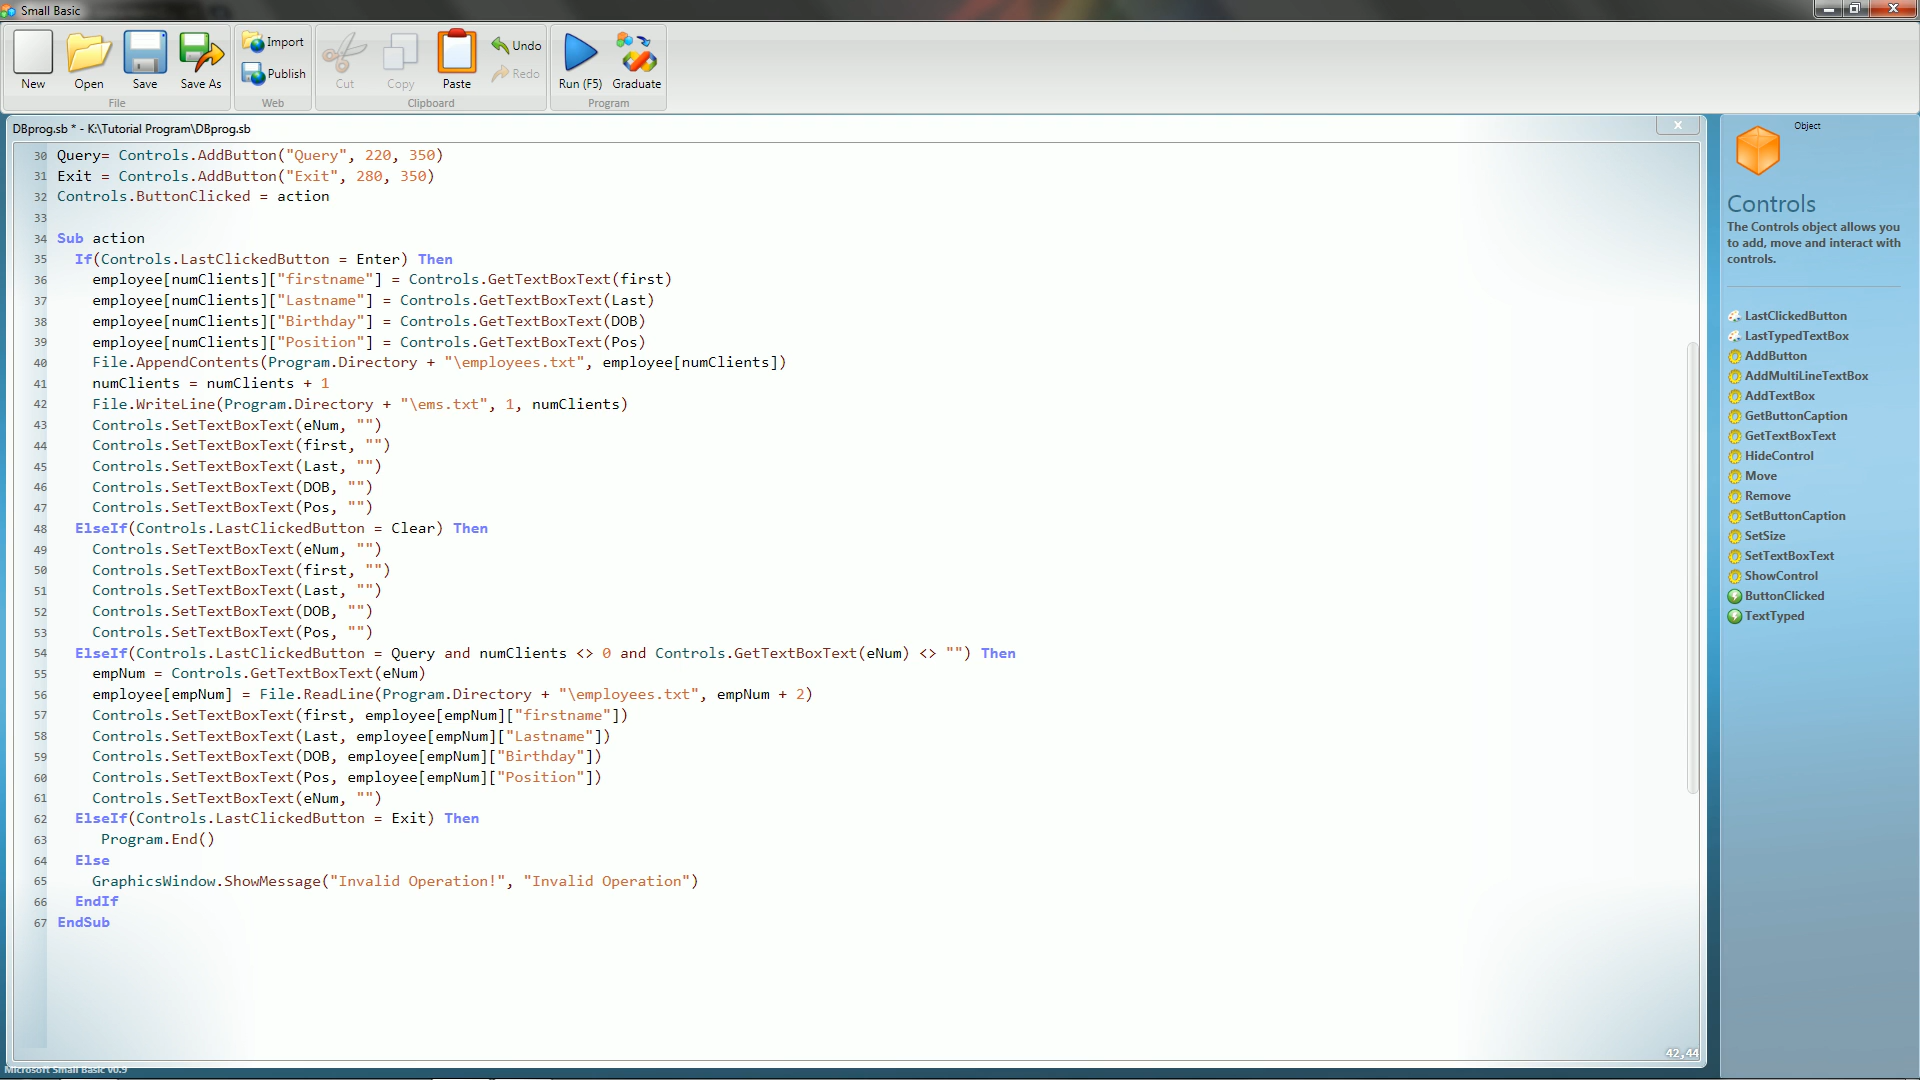 Small Basic
New
Open
Save
Save As
File
Import
Publish
Web
Cut
Copy
Paste
Undo
Redo
Clipboard
Run (F5)
Graduate
Program
DBprog.sb * - K:\Tutorial Program\DBprog.sb
x
30 Query= Controls.AddButton("Query", 220, 350)
31 Exit = Controls.AddButton("Exit", 280, 350)
32 Controls.ButtonClicked = action
33
34 Sub action
35 If(Controls.LastClickedButton = Enter) Then
36 employee[numClients]["firstname"] = Controls.GetTextBoxText(first)
37 employee[numClients]["Lastname"] = Controls.GetTextBoxText(Last)
38 employee[numClients]["Birthday"] = Controls.GetTextBoxText(DOB)
39 employee[numClients]["Position"] = Controls.GetTextBoxText(Pos)
40 File.AppendContents(Program.Directory + "\employees.txt", employee[numClients])
41 numClients = numClients + 1
42 File.WriteLine(Program.Directory + "\ems.txt", 1, numClients)
43 Controls.SetTextBoxText(eNum, "")
44 Controls.SetTextBoxText(first, "")
45 Controls.SetTextBoxText(Last, "")
46 Controls.SetTextBoxText(DOB, "")
47 Controls.SetTextBoxText(Pos, "")
48 ElseIf(Controls.LastClickedButton = Clear) Then
49 Controls.SetTextBoxText(eNum, "")
50 Controls.SetTextBoxText(first, "")
51 Controls.SetTextBoxText(Last, "")
52 Controls.SetTextBoxText(DOB, "")
53 Controls.SetTextBoxText(Pos, "")
54 ElseIf(Controls.LastClickedButton = Query and numClients <> 0 and Controls.GetTextBoxText(eNum) <> "") Then
55 empNum = Controls.GetTextBoxText(eNum)
56 employee[empNum] = File.ReadLine(Program.Directory + "\employees.txt", empNum + 2)
57 Controls.SetTextBoxText(first, employee[empNum]["firstname"])
58 Controls.SetTextBoxText(Last, employee[empNum]["Lastname"])
59 Controls.SetTextBoxText(DOB, employee[empNum]["Birthday"])
60 Controls.SetTextBoxText(Pos, employee[empNum]["Position"])
61 Controls.SetTextBoxText(eNum, "")
62 ElseIf(Controls.LastClickedButton = Exit) Then
63 Program.End()
64 Else
65 GraphicsWindow.ShowMessage("Invalid Operation!", "Invalid Operation")
66 EndIf
67 EndSub
42,44
Microsoft Small Basic v0.9
Object
Controls
The Controls object allows you
to add, move and interact with
controls.
LastClickedButton
LastTypedTextBox
AddButton
AddMultiLineTextBox
AddTextBox
GetButtonCaption
GetTextBoxText
HideControl
Move
Remove
SetButtonCaption
SetSize
SetTextBoxText
ShowControl
ButtonClicked
TextTyped